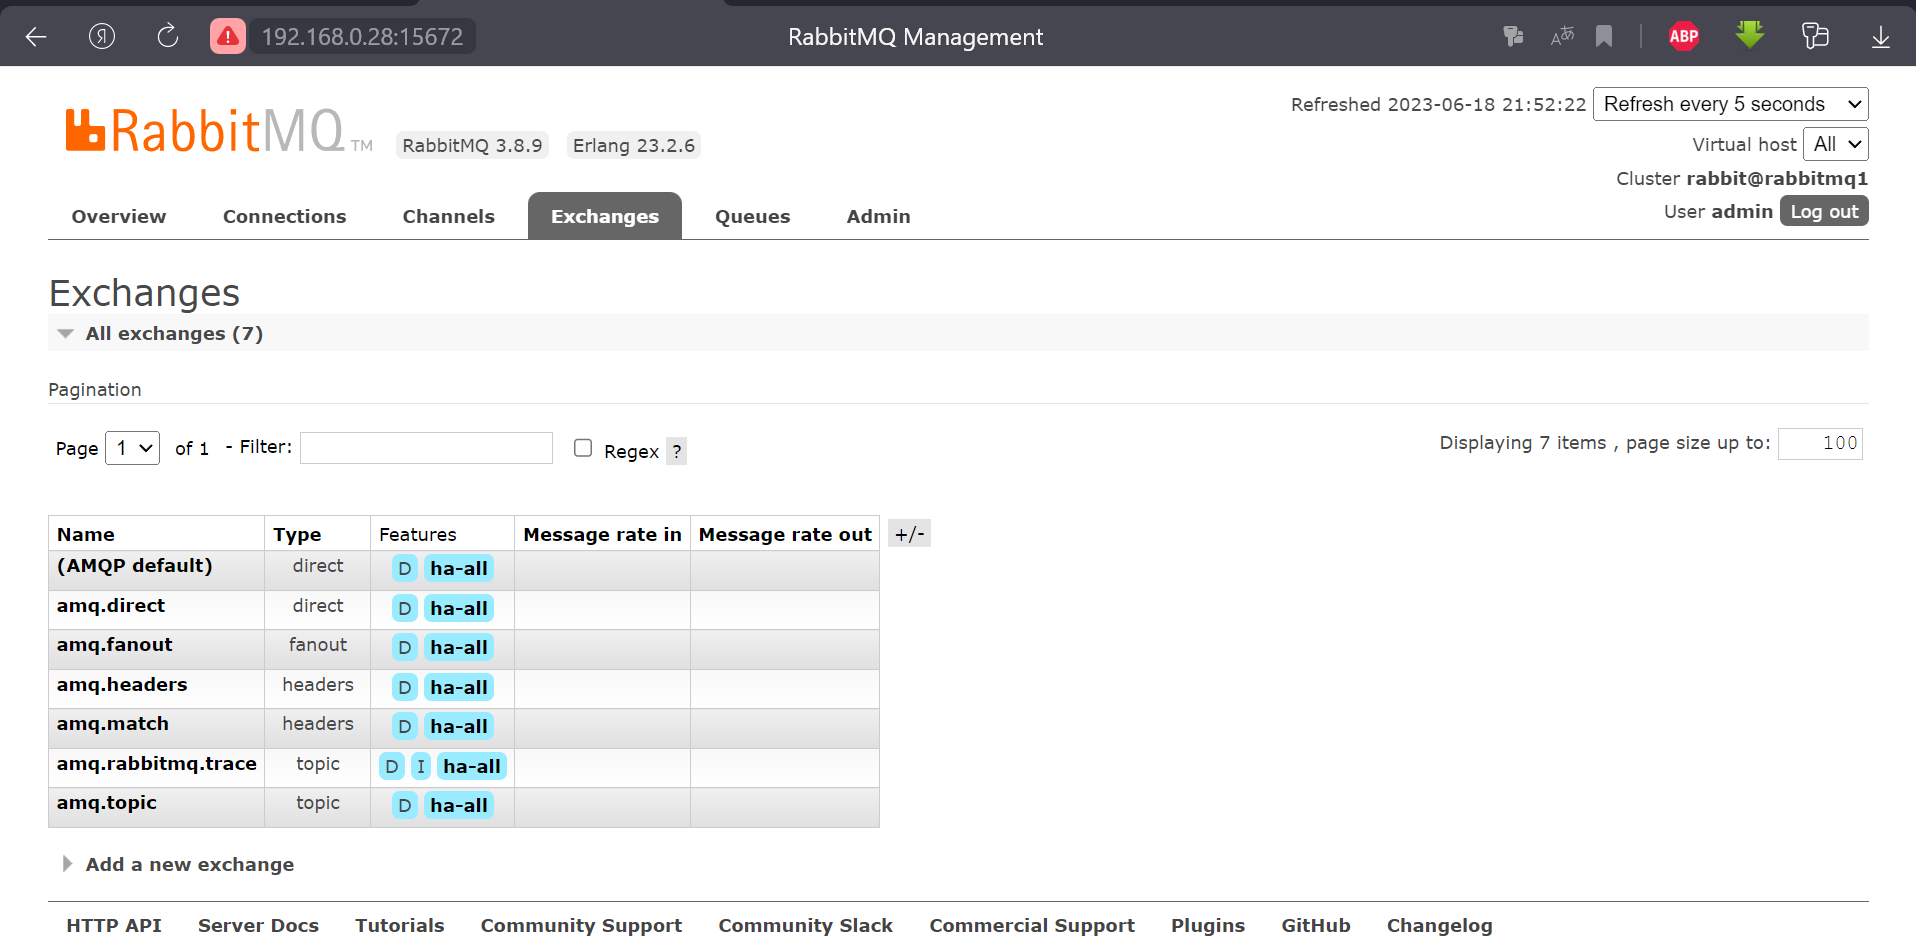 192.168.0.28:15672
RabbitMQ Management
ABP
Refreshed 2023-06-18 21:52:22 Refresh every 5 seconds
RabbitMQ TM RabbitMQ 3.8.9 Erlang 23.2.6
Virtual host All
Cluster rabbit@rabbitmq1
User admin Log out
Overview Connections Channels Exchanges Queues Admin
Exchanges
All exchanges (7)
Pagination
Page 1 of 1 - Filter: Regex ? Displaying 7 items , page size up to: 100
Name Type Features Message rate in Message rate out +/-
(AMQP default) direct D ha-all
amq.direct direct D ha-all
amq.fanout fanout D ha-all
amq.headers headers D ha-all
amq.match headers D ha-all
amq.rabbitmq.trace topic D I ha-all
amq.topic topic D ha-all
Add a new exchange
HTTP API Server Docs Tutorials Community Support Community Slack Commercial Support Plugins GitHub Changelog